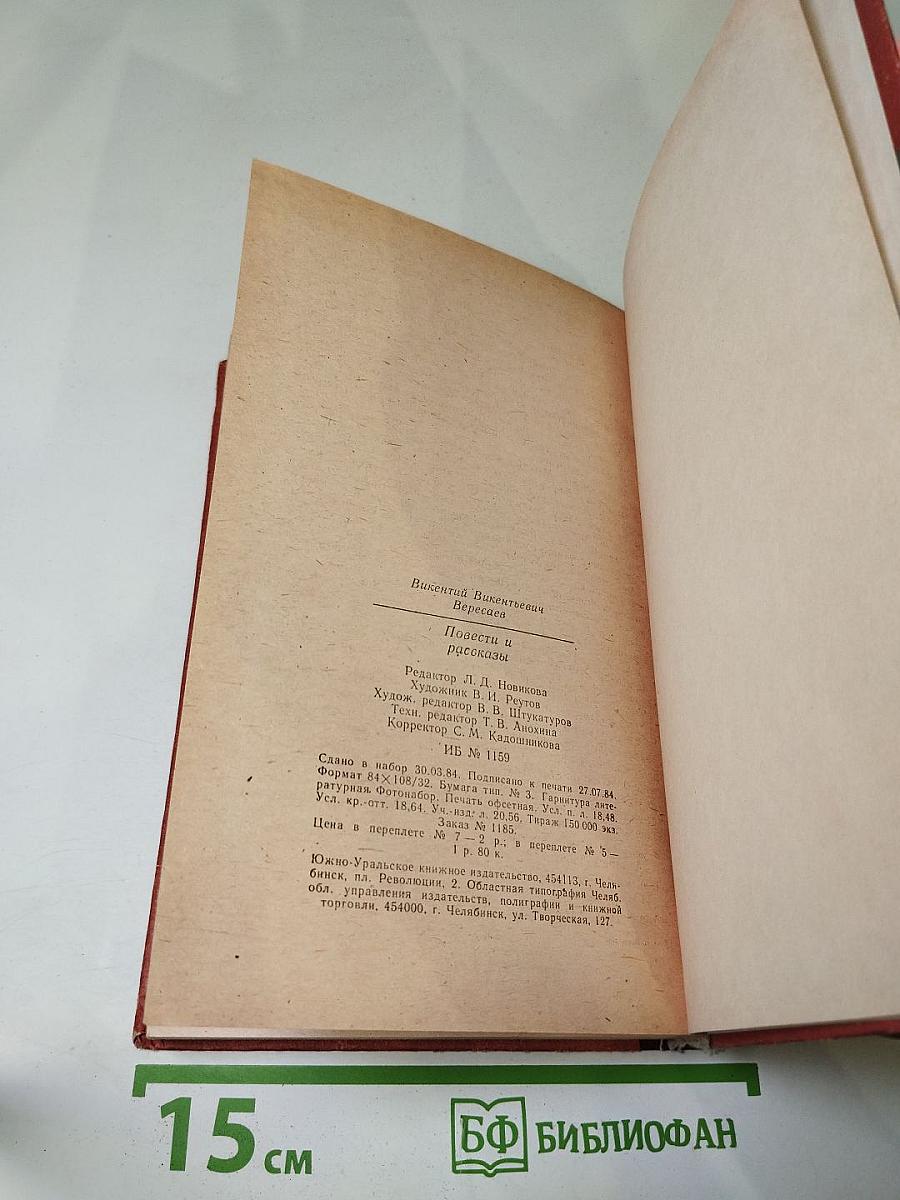 Викентий Викентьевич
Вересаев
Повести и
рассказы
Редактор Л. Д. Новикова
Художник В. И. Реутов
Худож. редактор В. В. Штукатуров
Техн. редактор Т. В. Анохина
Корректор С. М. Кадошникова
ИБ № 1159
Сдано в набор 30.03.84. Подписано к печати 27.07.84.
Формат 84×108/32. Бумага тип. № 3. Гарнитура лите-
ратурная. Фотонабор. Печать офсетная. Усл. п. л. 18,48.
Усл. кр.-отт. 18,64. Уч.-изд. л. 20,56. Тираж 150 000 экз.
Заказ № 1185.
Цена в переплете № 7 — 2 р.; в переплете № 5 —
1 р. 80 к.
Южно-Уральское книжное издательство, 454113, г. Челя-
бинск, пл. Революции, 2. Областная типография Челяб.
обл. управления издательств, полиграфии и книжной
торговли, 454000, г. Челябинск, ул. Творческая, 127.
15 см
БФ БИБЛИОФАН